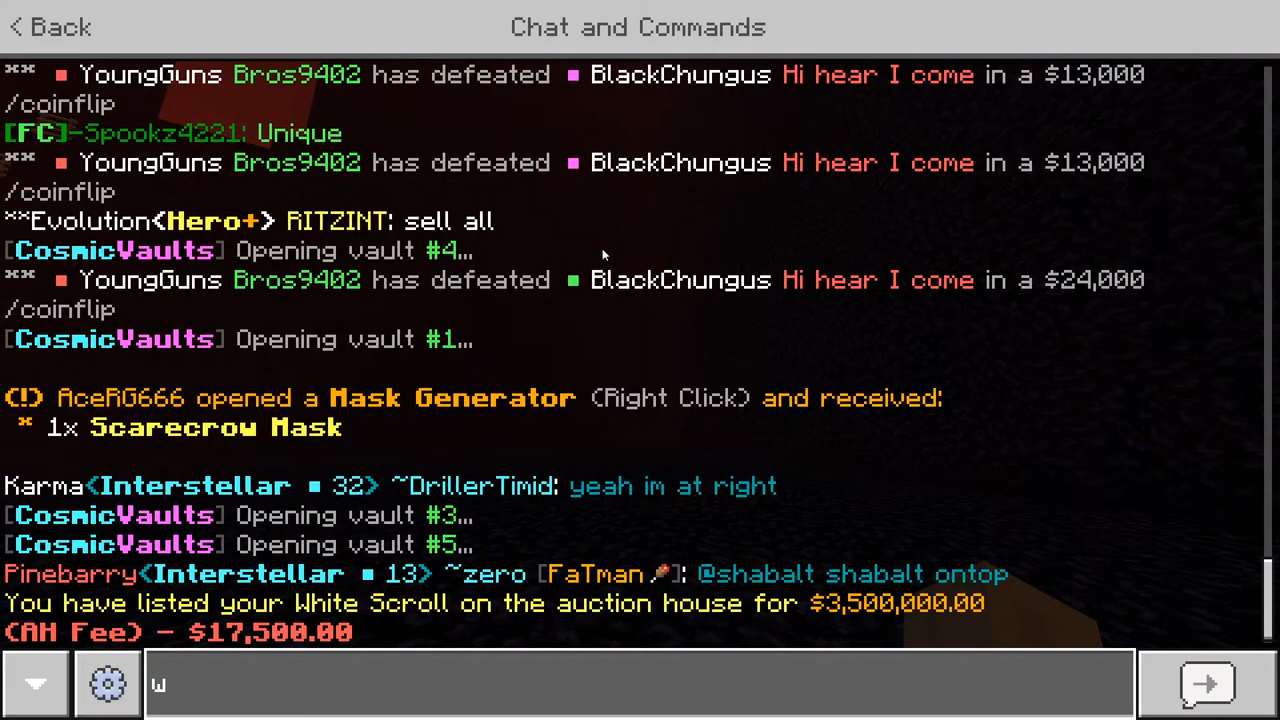 < Back
Chat and Commands
** ▪ YoungGuns Bros9402 has defeated ▪ BlackChungus Hi hear I come in a $13,000
/coinflip
[FC]-Spookz4221: Unique
** ▪ YoungGuns Bros9402 has defeated ▪ BlackChungus Hi hear I come in a $13,000
/coinflip
**Evolution<Hero+> RITZINT: sell all
[CosmicVaults] Opening vault #4...
** ▪ YoungGuns Bros9402 has defeated ▪ BlackChungus Hi hear I come in a $24,000
/coinflip
[CosmicVaults] Opening vault #1...
(!) AceRG666 opened a Mask Generator (Right Click) and received:
* 1x Scarecrow Mask
Karma<Interstellar ▪ 32> ~DrillerTimid: yeah im at right
[CosmicVaults] Opening vault #3...
[CosmicVaults] Opening vault #5...
Pinebarry<Interstellar ▪ 13> ~zero [FaTman🍗]: @shabalt shabalt ontop
You have listed your White Scroll on the auction house for $3,500,000.00
(AH Fee) - $17,500.00
w